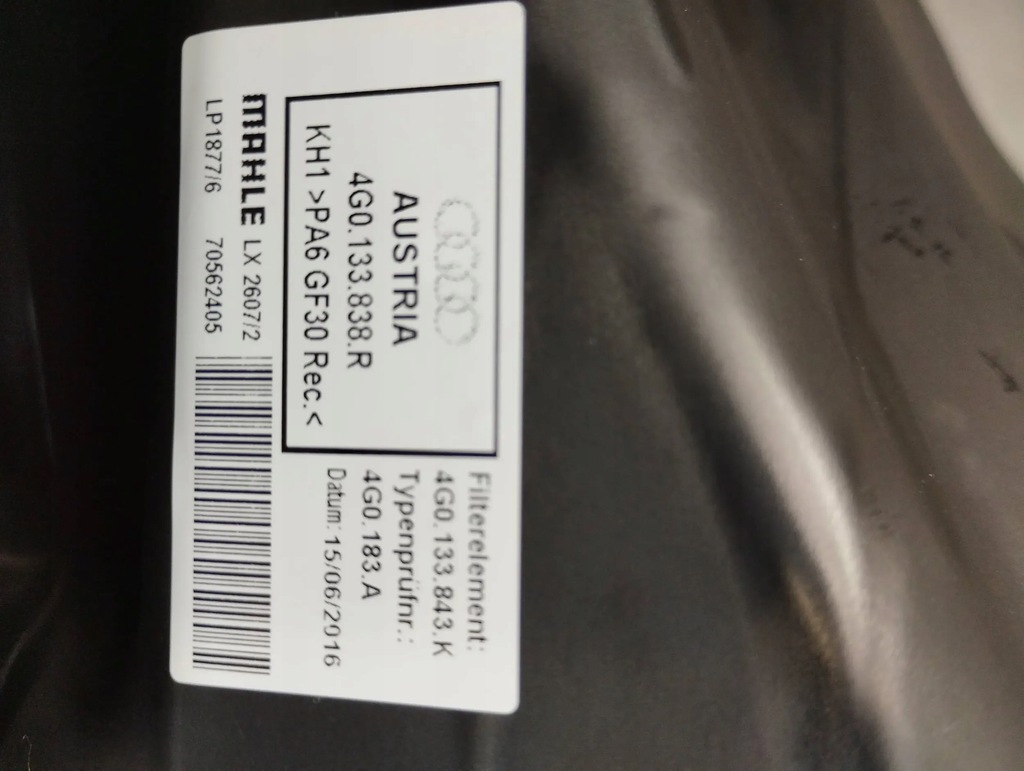 AUSTRIA
4G0.133.838.R
KH1 >PA6 GF30 Rec.<
Filterelement:
4G0.133.843.K
Typenprüfnr.:
4G0.183.A
Datum: 15/06/2016
MAHLE LX 2607/2
LP1877/6 70562405